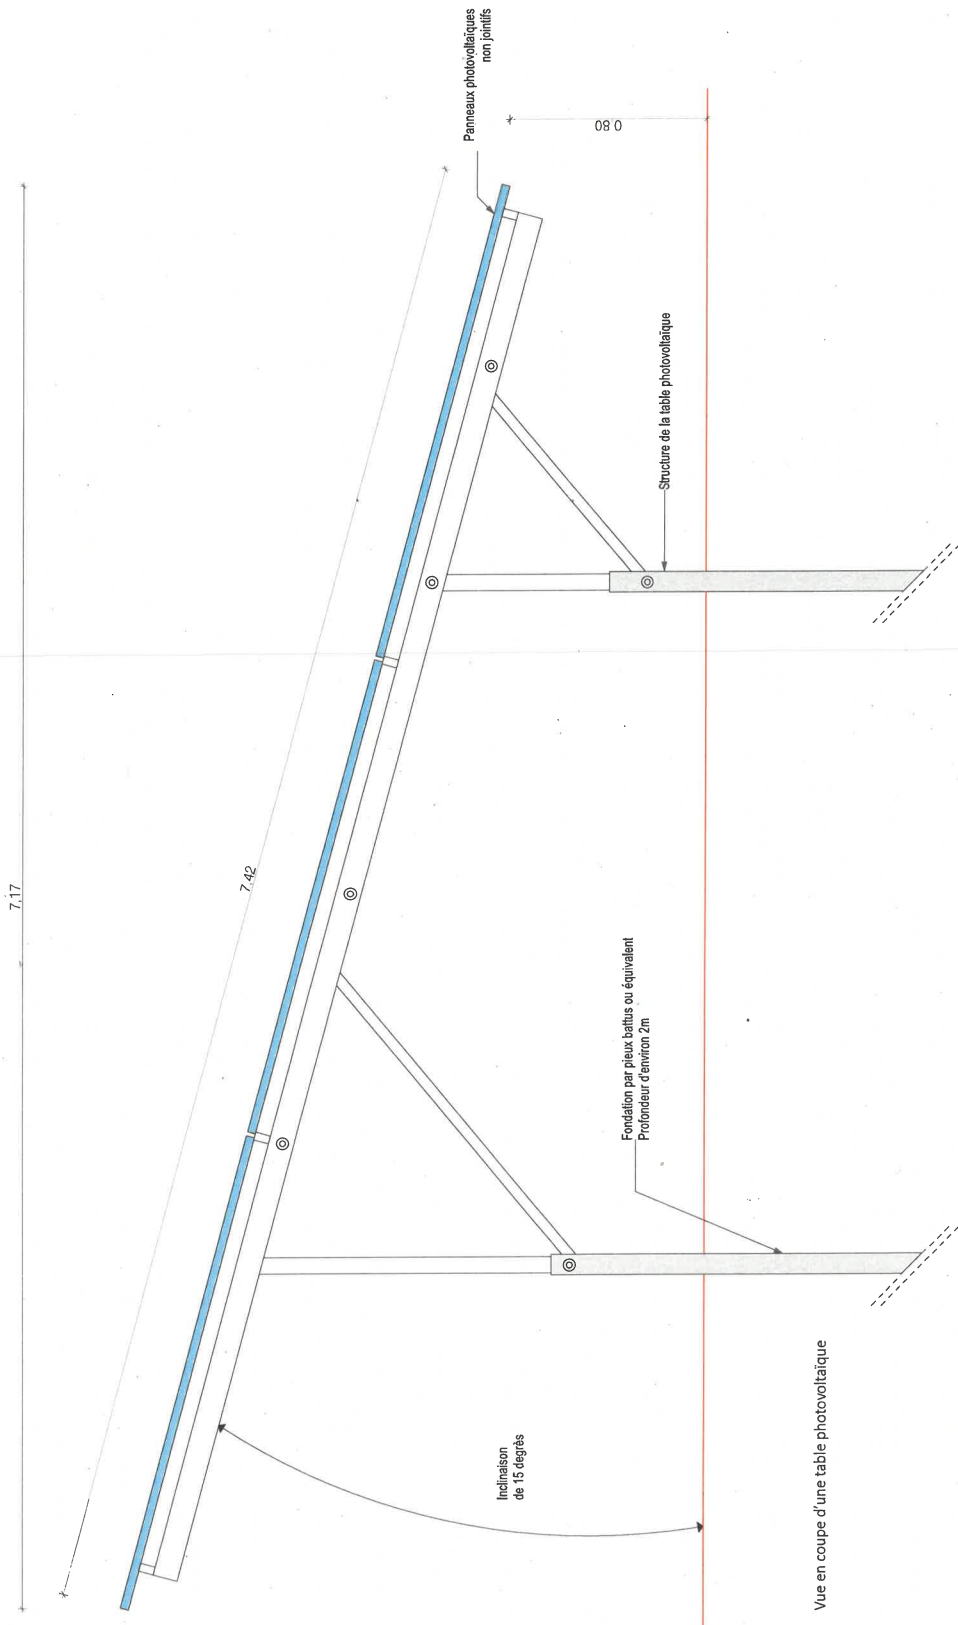 7,17
7.42
Panneaux photovoltaïques
non jointifs
0.80
Structure de la table photovoltaïque
Fondation par pieux battus ou équivalent
Profondeur d'environ 2m
Inclinaison
de 15 degrès
Vue en coupe d'une table photovoltaïque